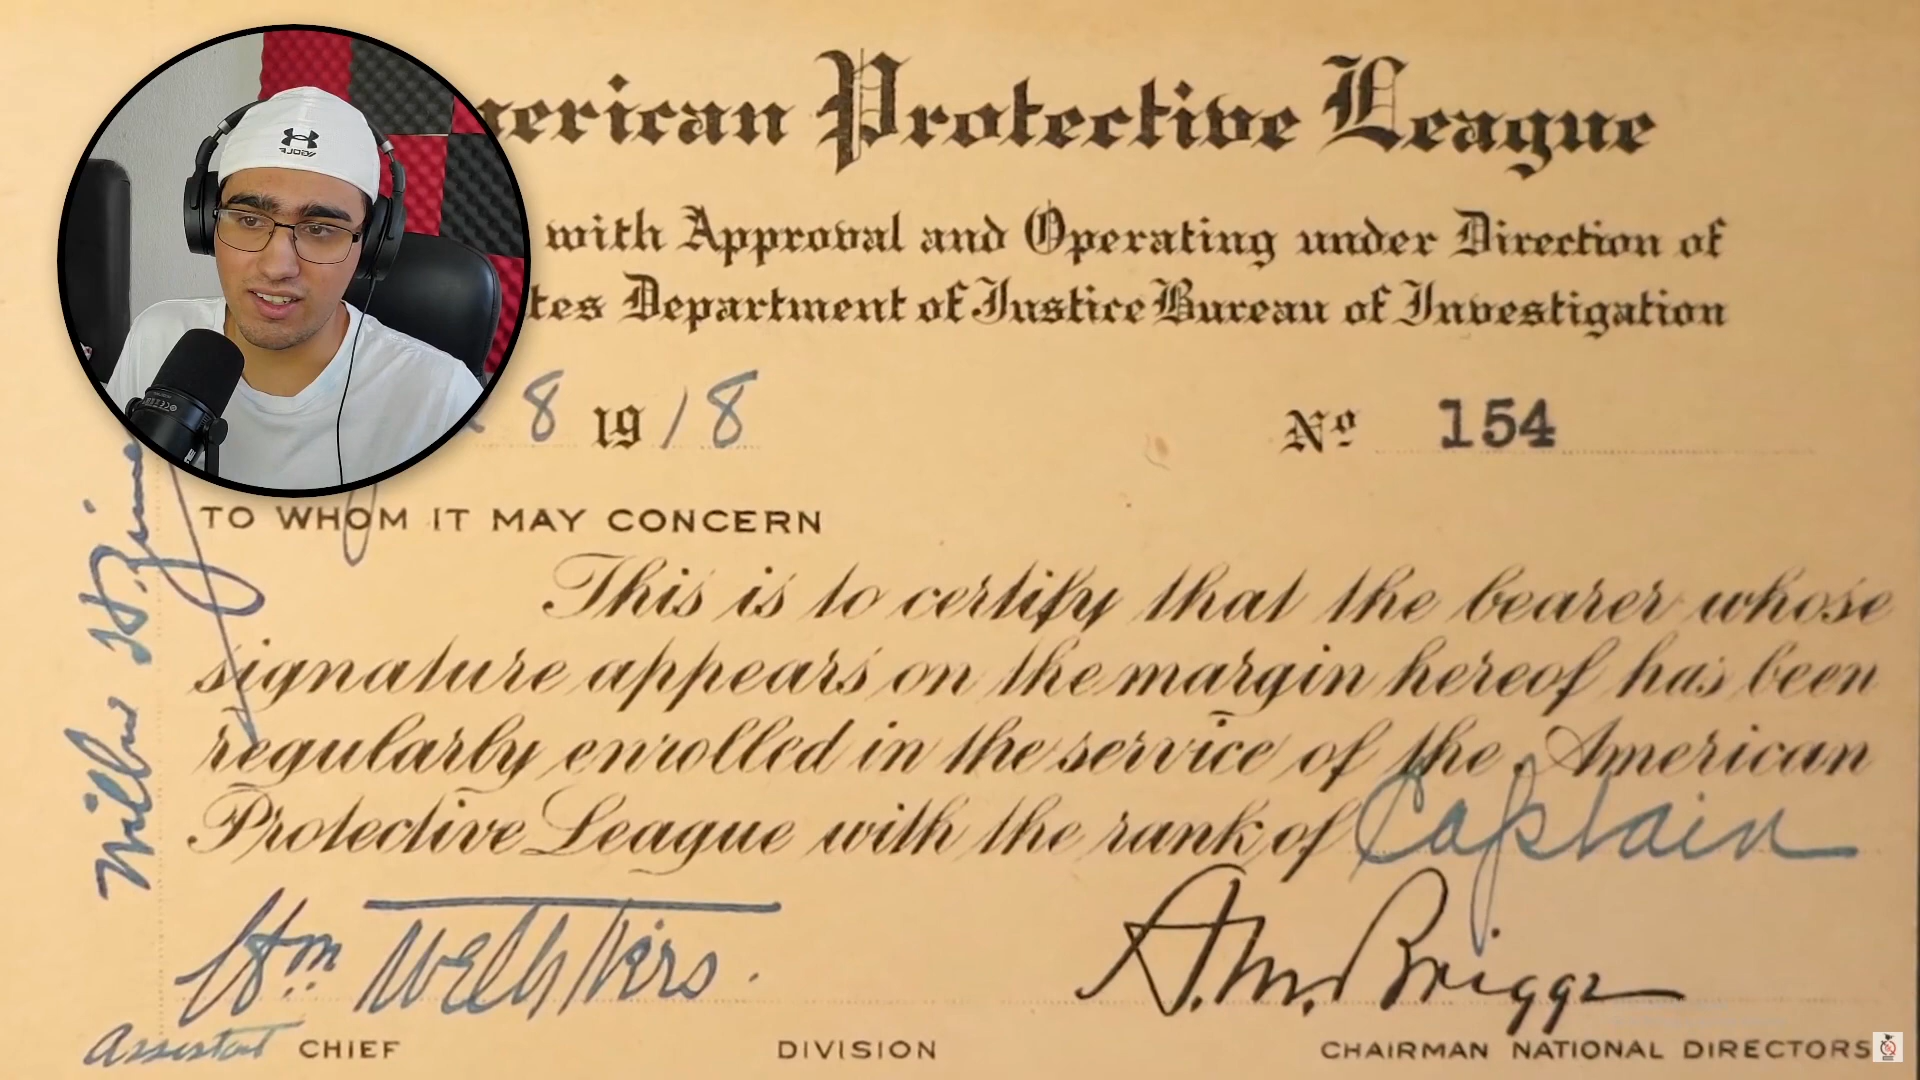 merican Protective League
with Approval and Operating under Direction of
tes Department of Justice Bureau of Investigation
8 1918 No 154
TO WHOM IT MAY CONCERN
This is to certify that the bearer whose
signature appears on the margin hereof has been
regularly enrolled in the service of the American
Protective League with the rank of Captain
Wm
A.M. Briggs
Assistant CHIEF DIVISION CHAIRMAN NATIONAL DIRECTORS